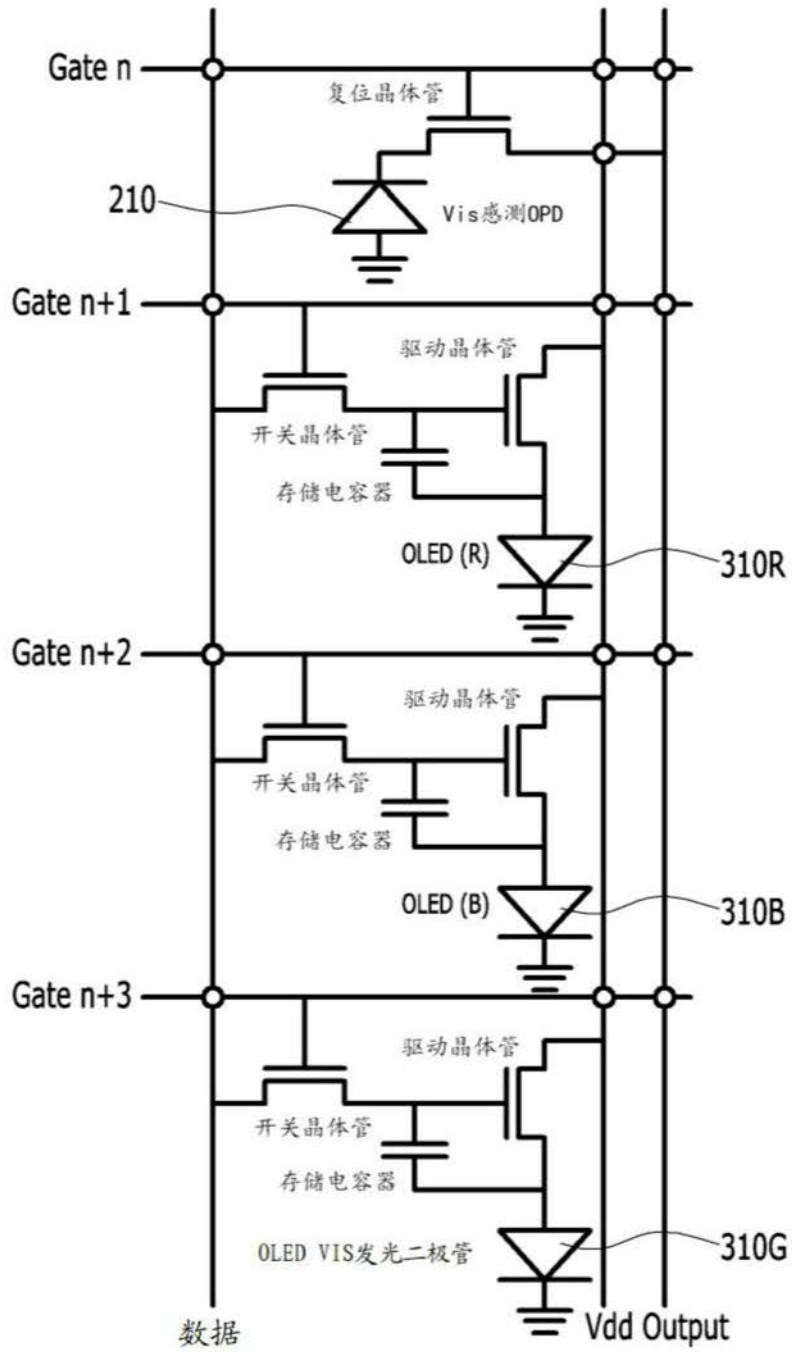 Gate n
复位晶体管
210
Vis感测OPD
Gate n+1
驱动晶体管
开关晶体管
存储电容器
OLED (R)
310R
Gate n+2
驱动晶体管
开关晶体管
存储电容器
OLED (B)
310B
Gate n+3
驱动晶体管
开关晶体管
存储电容器
OLED VIS发光二极管
310G
数据
Vdd Output